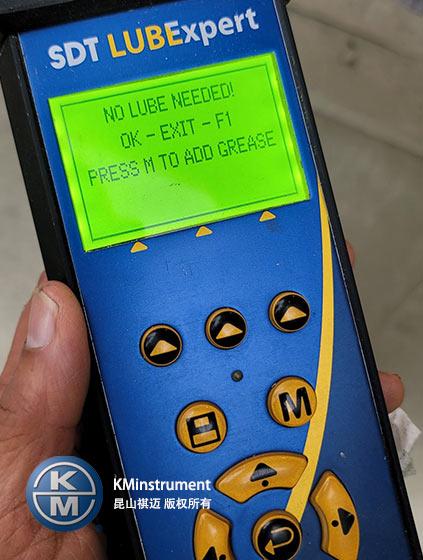 SDT LUBExpert
NO LUBE NEEDED!
OK - EXIT - F1
PRESS M TO ADD GREASE
M
KM
KMinstrument
昆山祺迈 版权所有